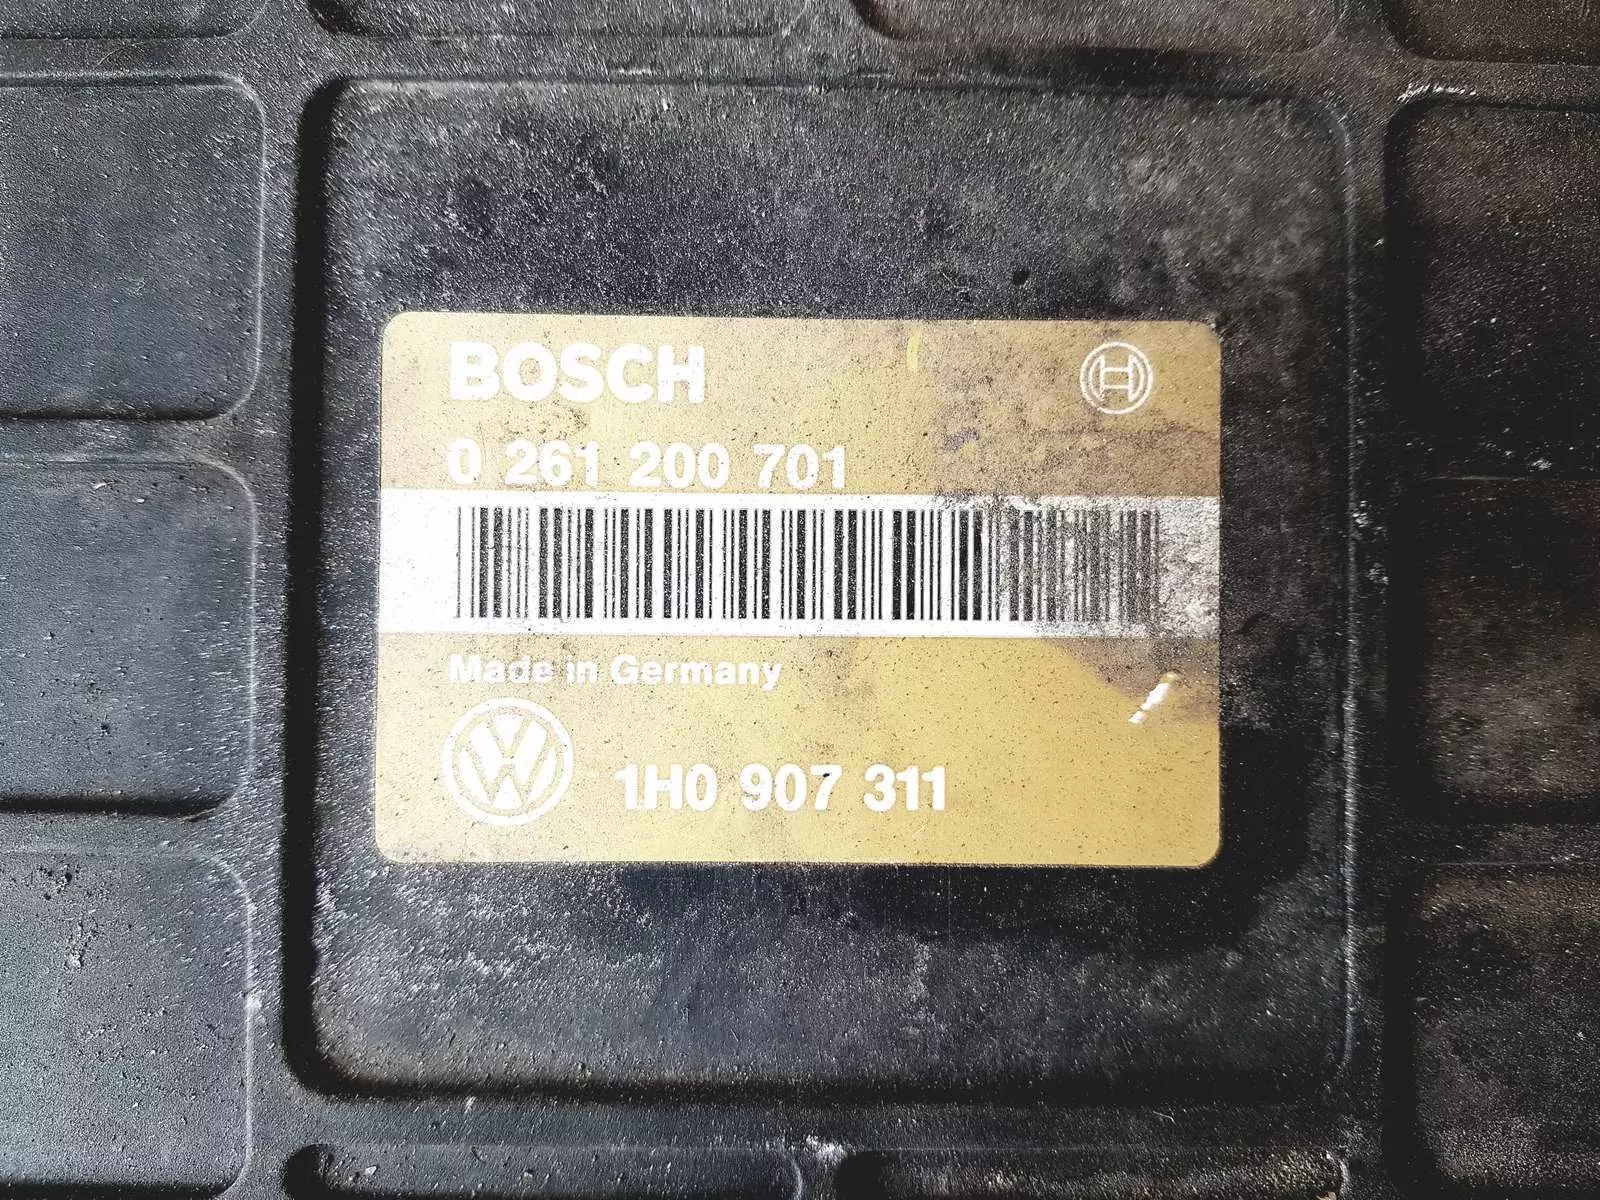 BOSCH
0 261 200 701
Made in Germany
1H0 907 311